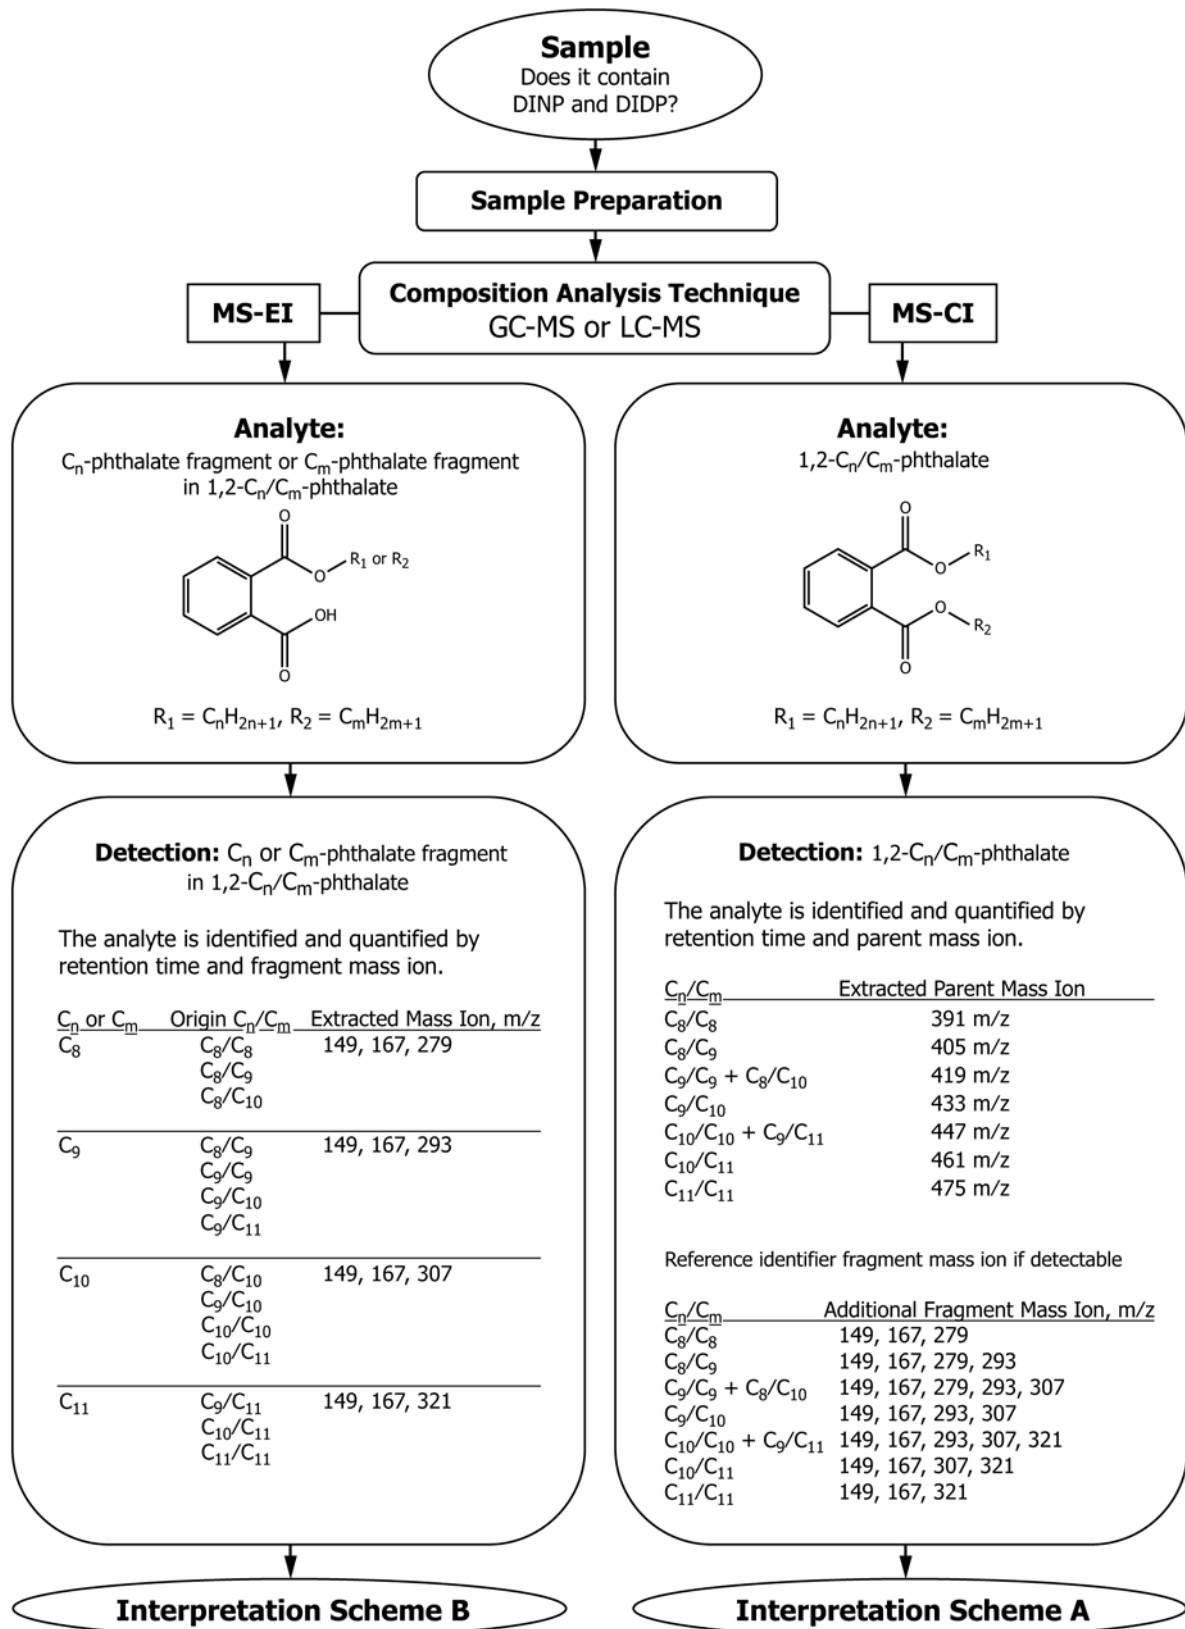 Sample
Does it contain
DINP and DIDP?
Sample Preparation
MS-EI
Composition Analysis Technique
GC-MS or LC-MS
MS-CI
Analyte:
Cₙ-phthalate fragment or Cₘ-phthalate fragment
in 1,2-Cₙ/Cₘ-phthalate
O
R₁ or R₂
O
OH
O
R₁ = CₙH₂ₙ₊₁, R₂ = CₘH₂ₘ₊₁
Analyte:
1,2-Cₙ/Cₘ-phthalate
O
R₁
O
O
R₂
O
R₁ = CₙH₂ₙ₊₁, R₂ = CₘH₂ₘ₊₁
Detection: Cₙ or Cₘ-phthalate fragment
in 1,2-Cₙ/Cₘ-phthalate
The analyte is identified and quantified by
retention time and fragment mass ion.
Cₙ or Cₘ Origin Cₙ/Cₘ Extracted Mass Ion, m/z
C₈ C₈/C₈ 149, 167, 279
C₈/C₉
C₈/C₁₀
C₉ C₈/C₉ 149, 167, 293
C₉/C₉
C₉/C₁₀
C₉/C₁₁
C₁₀ C₈/C₁₀ 149, 167, 307
C₉/C₁₀
C₁₀/C₁₀
C₁₀/C₁₁
C₁₁ C₉/C₁₁ 149, 167, 321
C₁₀/C₁₁
C₁₁/C₁₁
Detection: 1,2-Cₙ/Cₘ-phthalate
The analyte is identified and quantified by
retention time and parent mass ion.
Cₙ/Cₘ Extracted Parent Mass Ion
C₈/C₈ 391 m/z
C₈/C₉ 405 m/z
C₉/C₉ + C₈/C₁₀ 419 m/z
C₉/C₁₀ 433 m/z
C₁₀/C₁₀ + C₉/C₁₁ 447 m/z
C₁₀/C₁₁ 461 m/z
C₁₁/C₁₁ 475 m/z
Reference identifier fragment mass ion if detectable
Cₙ/Cₘ Additional Fragment Mass Ion, m/z
C₈/C₈ 149, 167, 279
C₈/C₉ 149, 167, 279, 293
C₉/C₉ + C₈/C₁₀ 149, 167, 279, 293, 307
C₉/C₁₀ 149, 167, 293, 307
C₁₀/C₁₀ + C₉/C₁₁ 149, 167, 293, 307, 321
C₁₀/C₁₁ 149, 167, 307, 321
C₁₁/C₁₁ 149, 167, 321
Interpretation Scheme B
Interpretation Scheme A